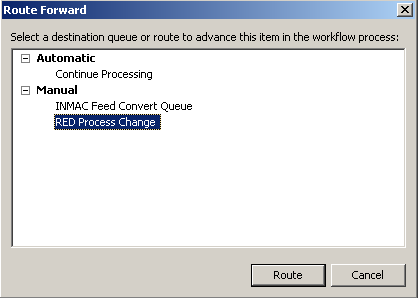 Route Forward
Select a destination queue or route to advance this item in the workflow process:
Automatic
Continue Processing
Manual
INMAC Feed Convert Queue
RED Process Change
Route
Cancel